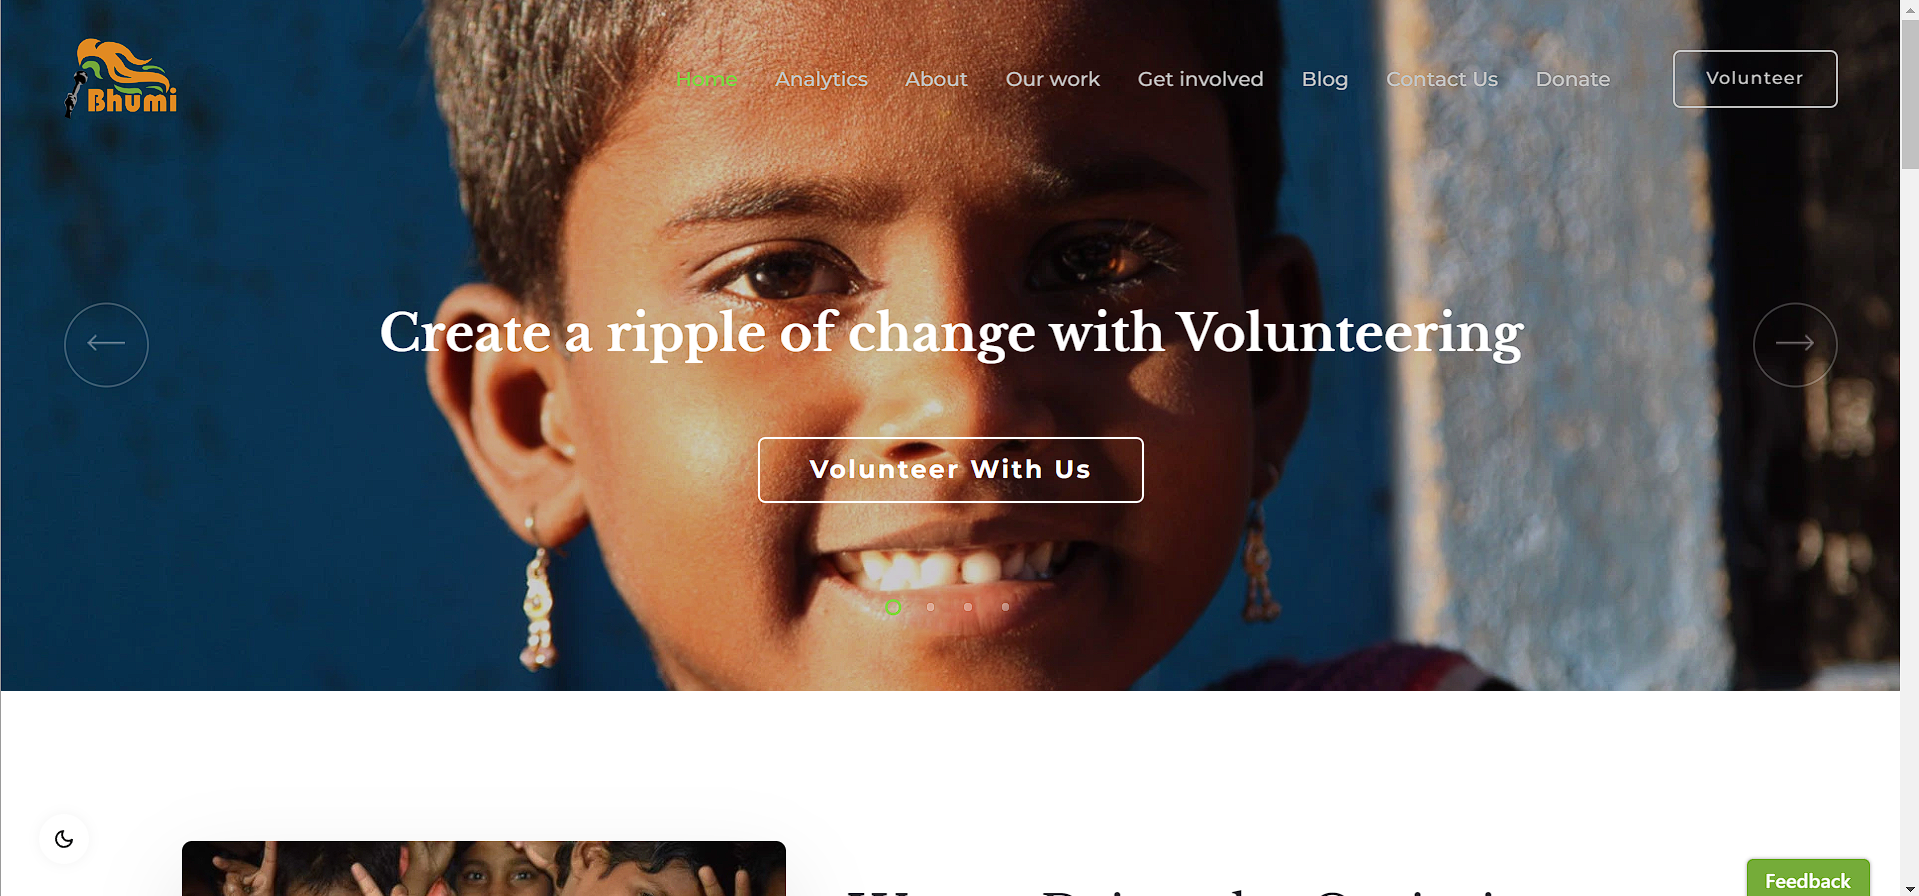 Bhumi
Home Analytics About Our work Get involved Blog Contact Us Donate Volunteer
Create a ripple of change with Volunteering
Volunteer With Us
Feedback